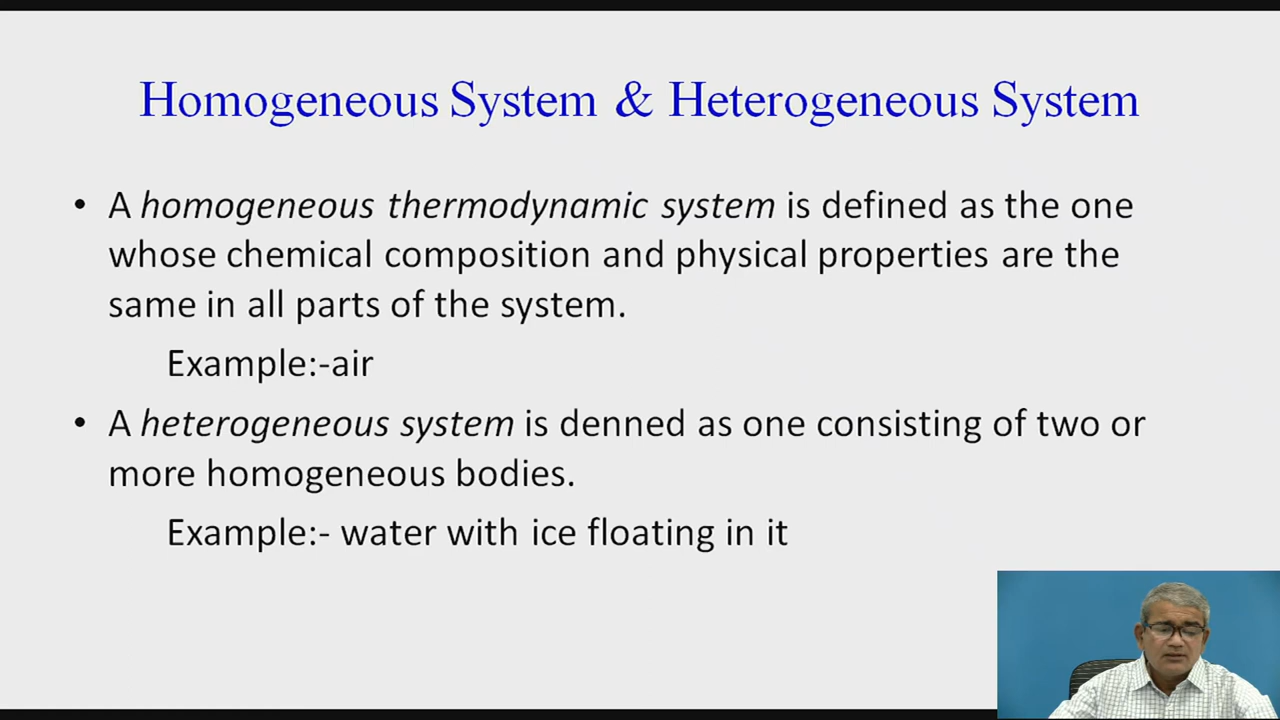 Homogeneous System & Heterogeneous System
• A homogeneous thermodynamic system is defined as the one
whose chemical composition and physical properties are the
same in all parts of the system.
Example:-air
• A heterogeneous system is denned as one consisting of two or
more homogeneous bodies.
Example:- water with ice floating in it